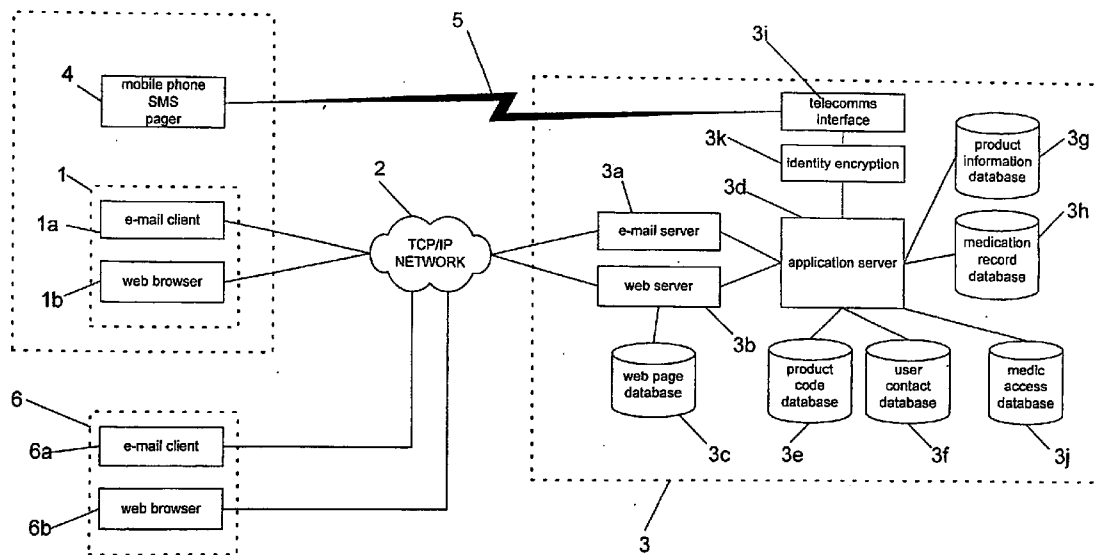 5
3i
4
mobile phone
SMS
pager
telecomms
interface
3k
identity encryption
product
information
database
3g
1
2
3a
3d
1a
e-mail client
TCP/IP
NETWORK
e-mail server
application server
medication
record
database
3h
1b
web browser
web server
3b
web page
database
product
code
database
user
contact
database
medic
access
database
6
6a
e-mail client
3c
3e
3f
3j
6b
web browser
3